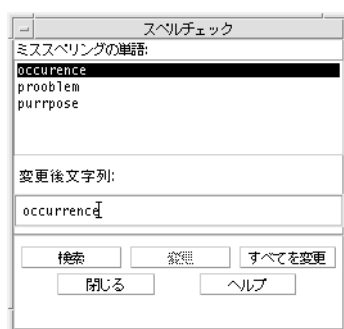 スペルチェック
ミススペリングの単語:
occurence
prooblem
purrpose
変更後文字列:
occurrence
検索 変更 すべてを変更
閉じる ヘルプ